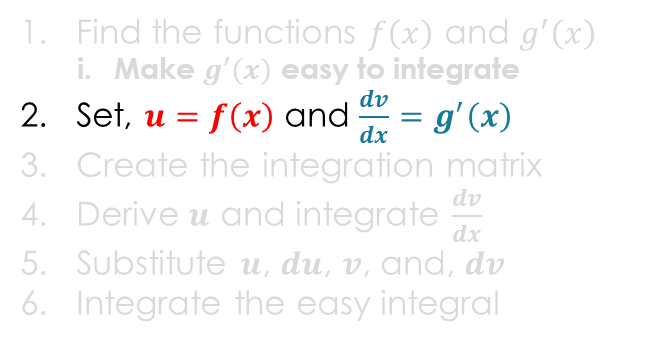 1. Find the functions f(x) and g′(x)
i. Make g′(x) easy to integrate
2. Set, u = f(x) and dv/dx = g′(x)
3. Create the integration matrix
4. Derive u and integrate dv/dx
5. Substitute u, du, v, and, dv
6. Integrate the easy integral